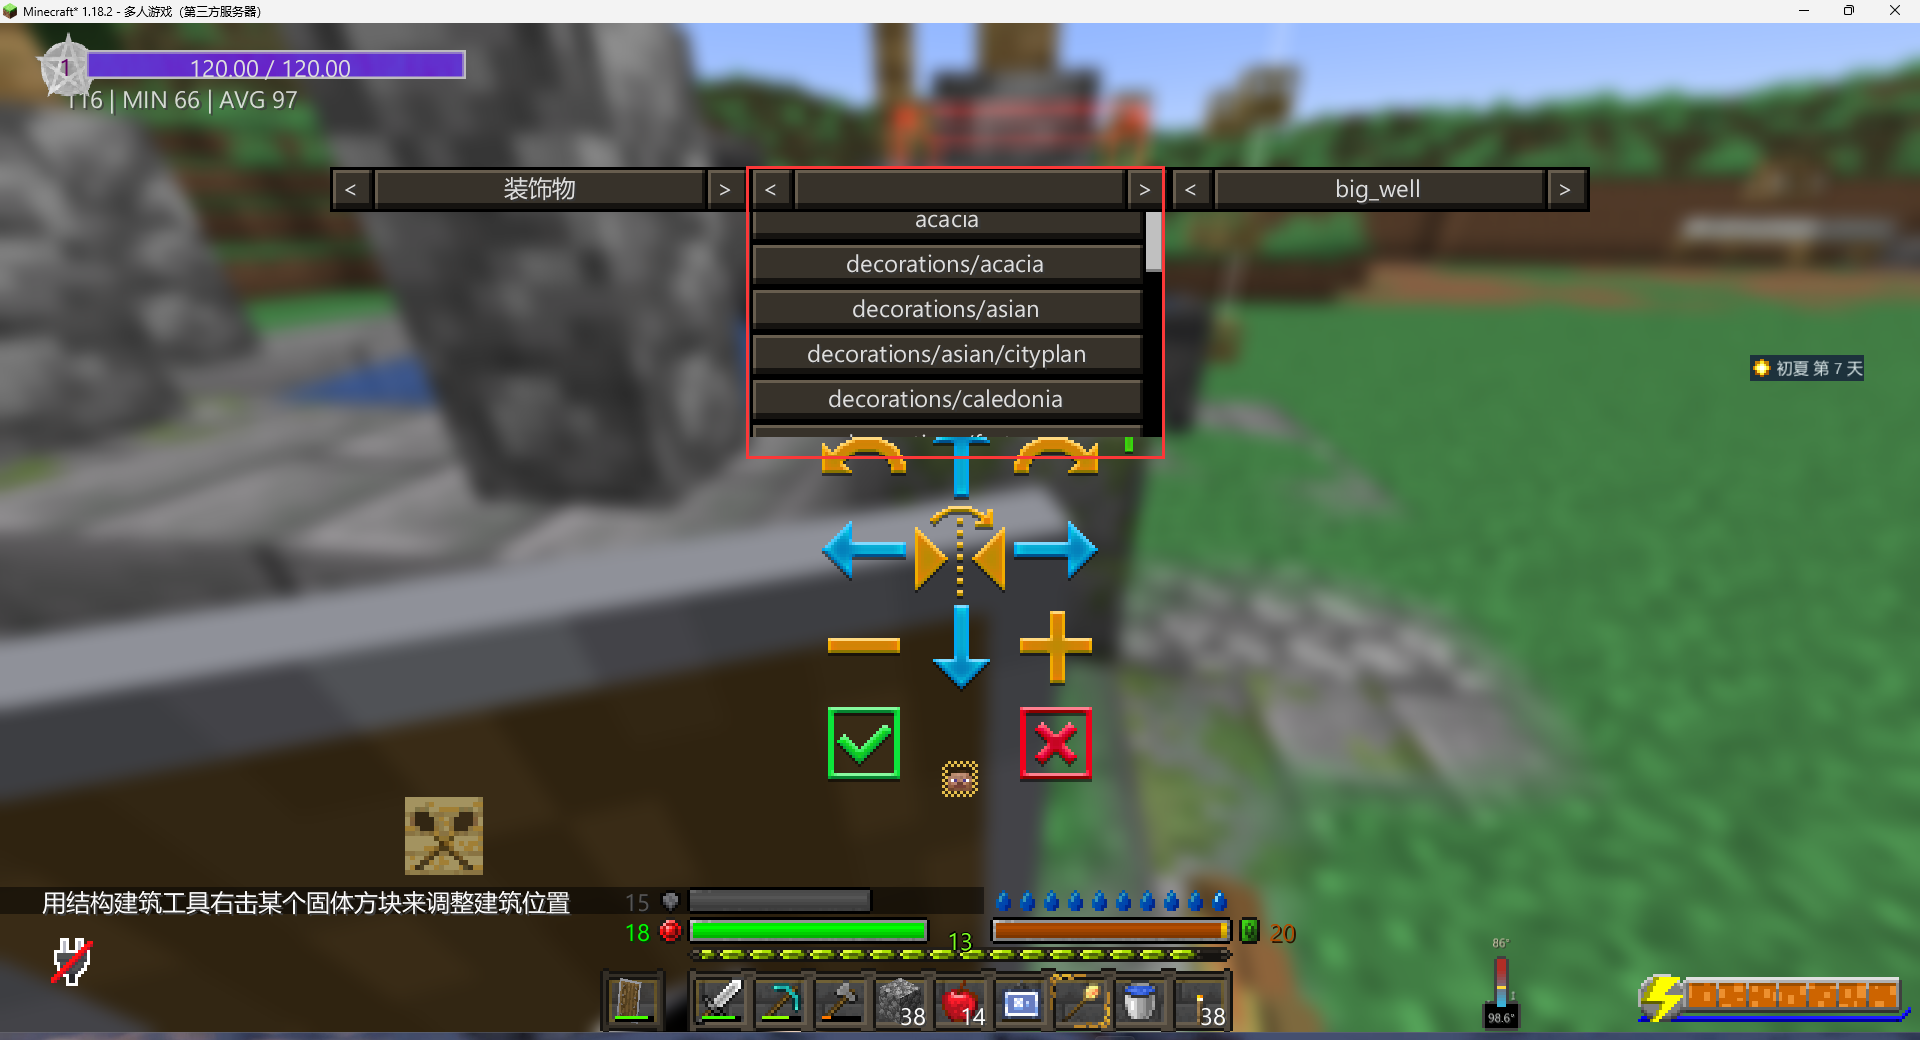 Minecraft* 1.18.2 - 多人游戏（第三方服务器）
1 120.00 / 120.00
116 | MIN 66 | AVG 97
< 装饰物 > < > < big_well >
acacia
decorations/acacia
decorations/asian
decorations/asian/cityplan
decorations/caledonia
初夏 第 7 天
用结构建筑工具右击某个固体方块来调整建筑位置
15
18 13 20
86°
38 14 38
98.6°